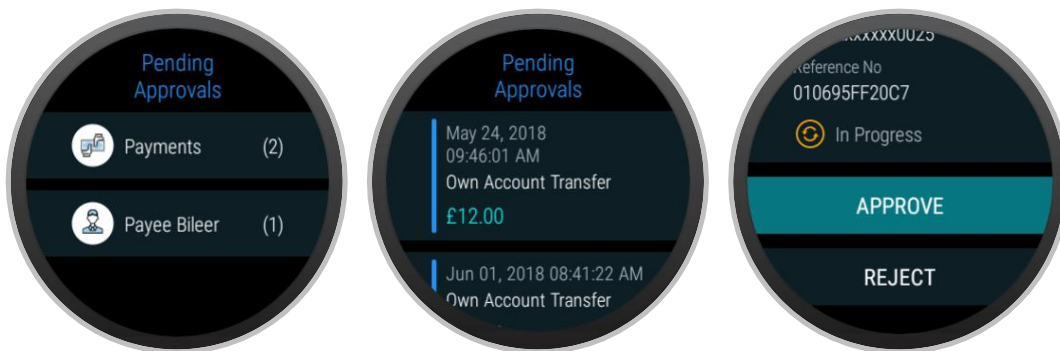 Pending
Approvals
Payments (2)
Payee Bileer (1)
Pending
Approvals
May 24, 2018
09:46:01 AM
Own Account Transfer
£12.00
Jun 01, 2018 08:41:22 AM
Own Account Transfer
xxxxxx0025
Reference No
010695FF20C7
In Progress
APPROVE
REJECT